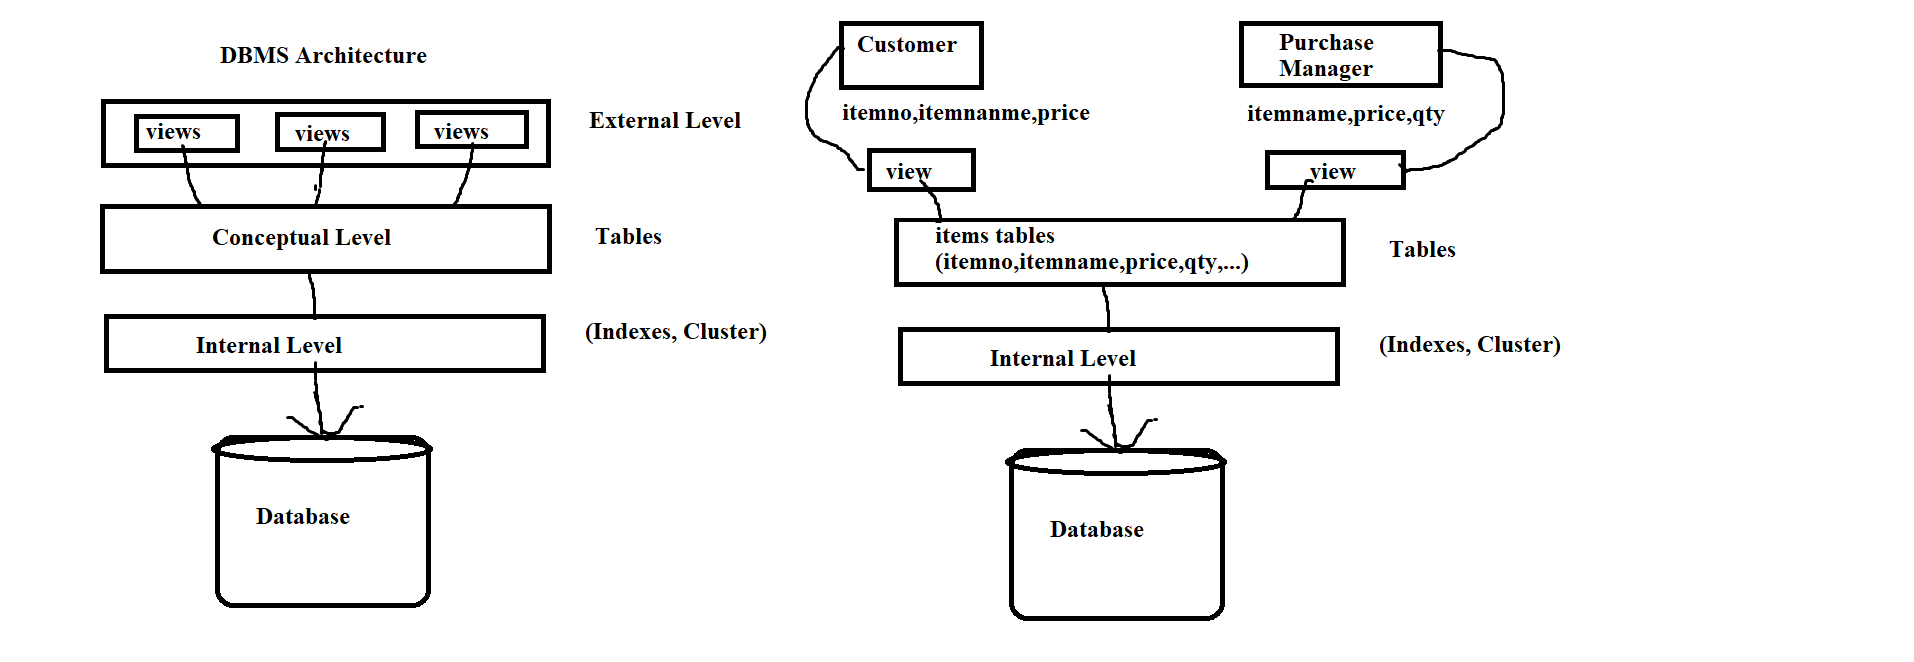 DBMS Architecture
views
views
views
External Level
Conceptual Level
Tables
Internal Level
(Indexes, Cluster)
Database
Customer
Purchase
Manager
itemno,itemnanme,price
itemname,price,qty
view
view
items tables
(itemno,itemname,price,qty,...)
Tables
Internal Level
(Indexes, Cluster)
Database